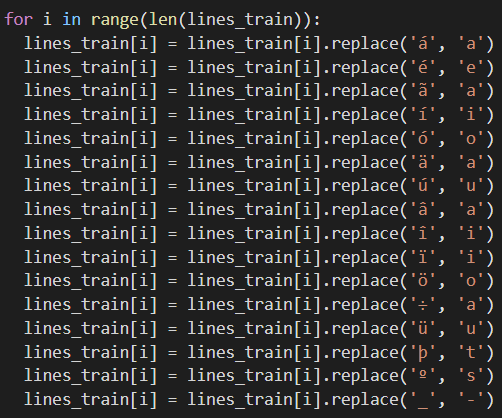 for i in range(len(lines_train)):
  lines_train[i] = lines_train[i].replace('á', 'a')
  lines_train[i] = lines_train[i].replace('é', 'e')
  lines_train[i] = lines_train[i].replace('ã', 'a')
  lines_train[i] = lines_train[i].replace('í', 'i')
  lines_train[i] = lines_train[i].replace('ó', 'o')
  lines_train[i] = lines_train[i].replace('ä', 'a')
  lines_train[i] = lines_train[i].replace('ú', 'u')
  lines_train[i] = lines_train[i].replace('â', 'a')
  lines_train[i] = lines_train[i].replace('î', 'i')
  lines_train[i] = lines_train[i].replace('ï', 'i')
  lines_train[i] = lines_train[i].replace('ö', 'o')
  lines_train[i] = lines_train[i].replace('÷', 'a')
  lines_train[i] = lines_train[i].replace('ü', 'u')
  lines_train[i] = lines_train[i].replace('þ', 't')
  lines_train[i] = lines_train[i].replace('º', 's')
  lines_train[i] = lines_train[i].replace('_', '-')